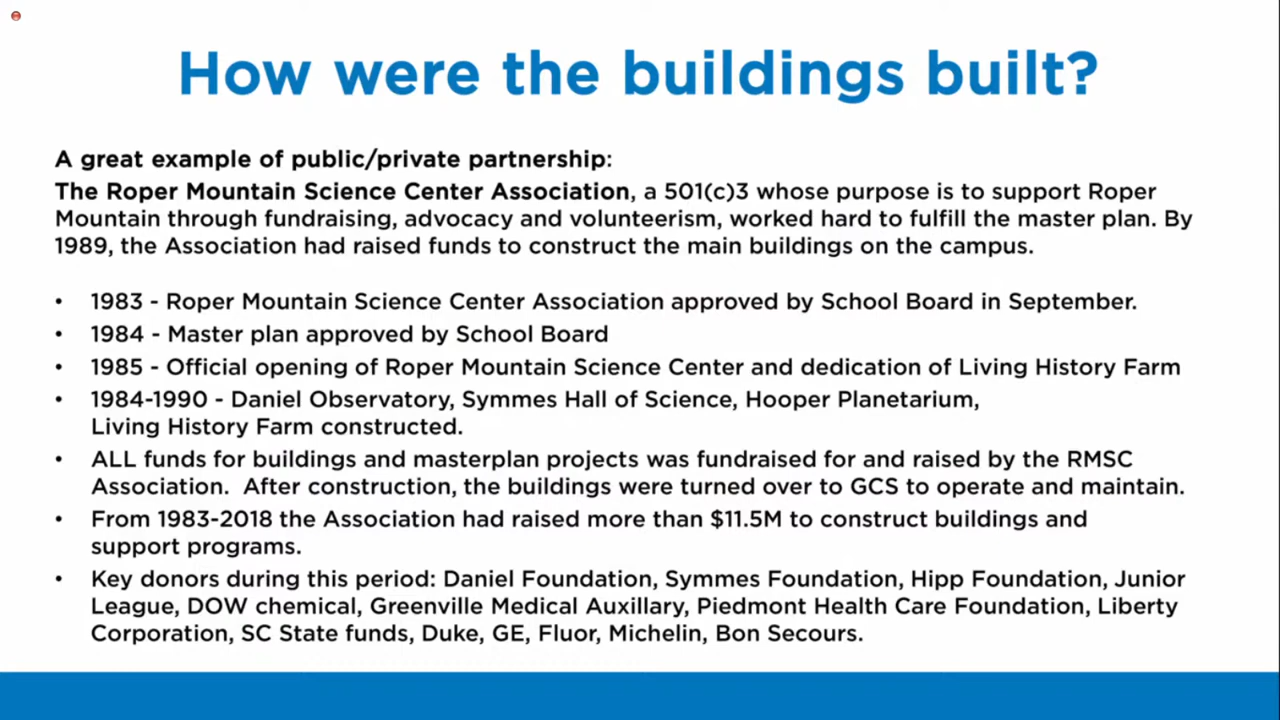 How were the buildings built?
A great example of public/private partnership:
The Roper Mountain Science Center Association, a 501(c)3 whose purpose is to support Roper
Mountain through fundraising, advocacy and volunteerism, worked hard to fulfill the master plan. By
1989, the Association had raised funds to construct the main buildings on the campus.
• 1983 - Roper Mountain Science Center Association approved by School Board in September.
• 1984 - Master plan approved by School Board
• 1985 - Official opening of Roper Mountain Science Center and dedication of Living History Farm
• 1984-1990 - Daniel Observatory, Symmes Hall of Science, Hooper Planetarium,
Living History Farm constructed.
• ALL funds for buildings and masterplan projects was fundraised for and raised by the RMSC
Association.  After construction, the buildings were turned over to GCS to operate and maintain.
• From 1983-2018 the Association had raised more than $11.5M to construct buildings and
support programs.
• Key donors during this period: Daniel Foundation, Symmes Foundation, Hipp Foundation, Junior
League, DOW chemical, Greenville Medical Auxillary, Piedmont Health Care Foundation, Liberty
Corporation, SC State funds, Duke, GE, Fluor, Michelin, Bon Secours.